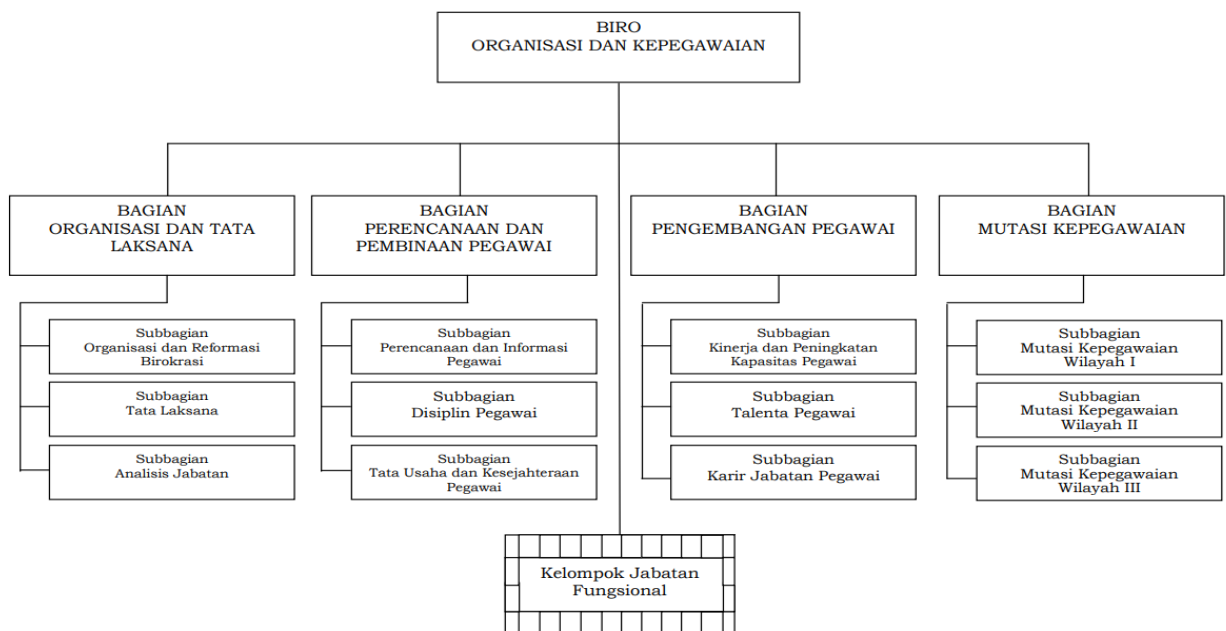 BIRO
ORGANISASI DAN KEPEGAWAIAN
BAGIAN
ORGANISASI DAN TATA
LAKSANA
BAGIAN
PERENCANAAN DAN
PEMBINAAN PEGAWAI
BAGIAN
PENGEMBANGAN PEGAWAI
BAGIAN
MUTASI KEPEGAWAIAN
Subbagian
Organisasi dan Reformasi
Birokrasi
Subbagian
Tata Laksana
Subbagian
Analisis Jabatan
Subbagian
Perencanaan dan Informasi
Pegawai
Subbagian
Disiplin Pegawai
Subbagian
Tata Usaha dan Kesejahteraan
Pegawai
Subbagian
Kinerja dan Peningkatan
Kapasitas Pegawai
Subbagian
Talenta Pegawai
Subbagian
Karir Jabatan Pegawai
Subbagian
Mutasi Kepegawaian
Wilayah I
Subbagian
Mutasi Kepegawaian
Wilayah II
Subbagian
Mutasi Kepegawaian
Wilayah III
Kelompok Jabatan
Fungsional